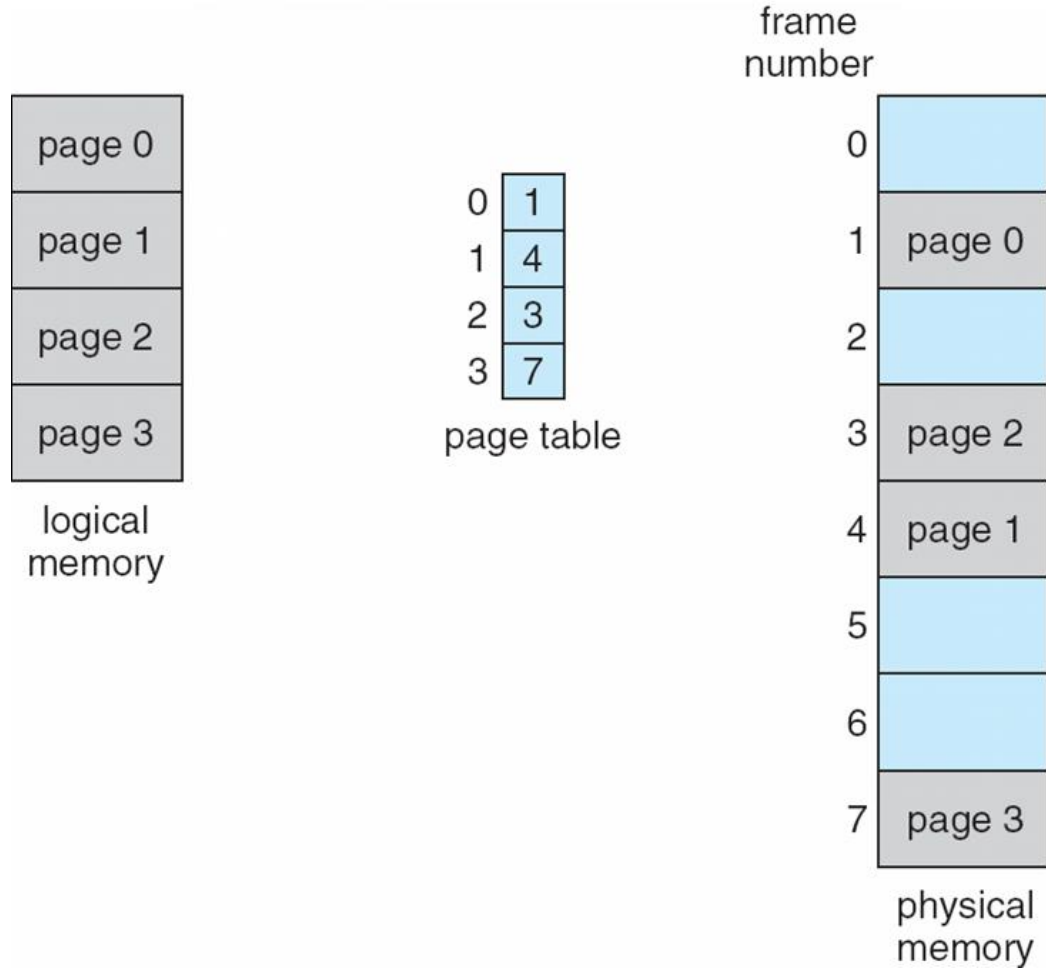 frame
number
page 0
page 1
page 2
page 3
logical
memory
0 1
1 4
2 3
3 7
page table
0
1 page 0
2
3 page 2
4 page 1
5
6
7 page 3
physical
memory